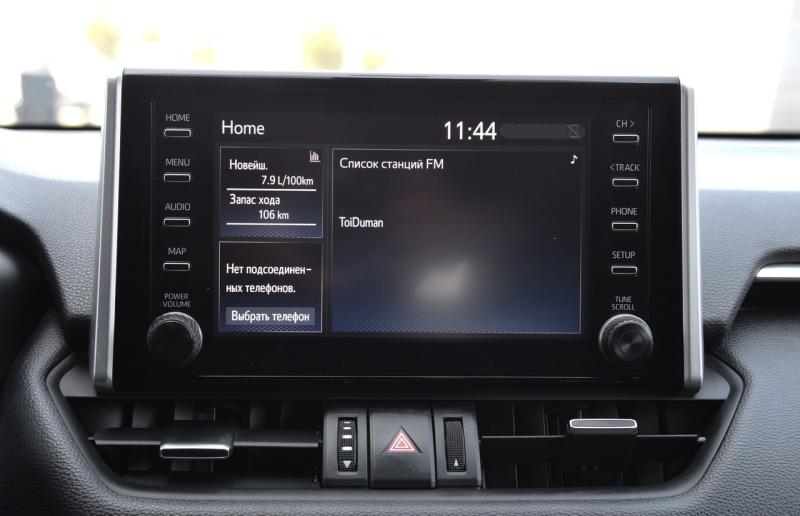 HOME
MENU
AUDIO
MAP
POWER
VOLUME
Home
11:44
Новейш.
7.9 L/100km
Запас хода
106 km
Нет подсоединен-
ных телефонов.
Выбрать телефон
Список станций FM
ToiDuman
CH >
<TRACK
PHONE
SETUP
TUNE
SCROLL